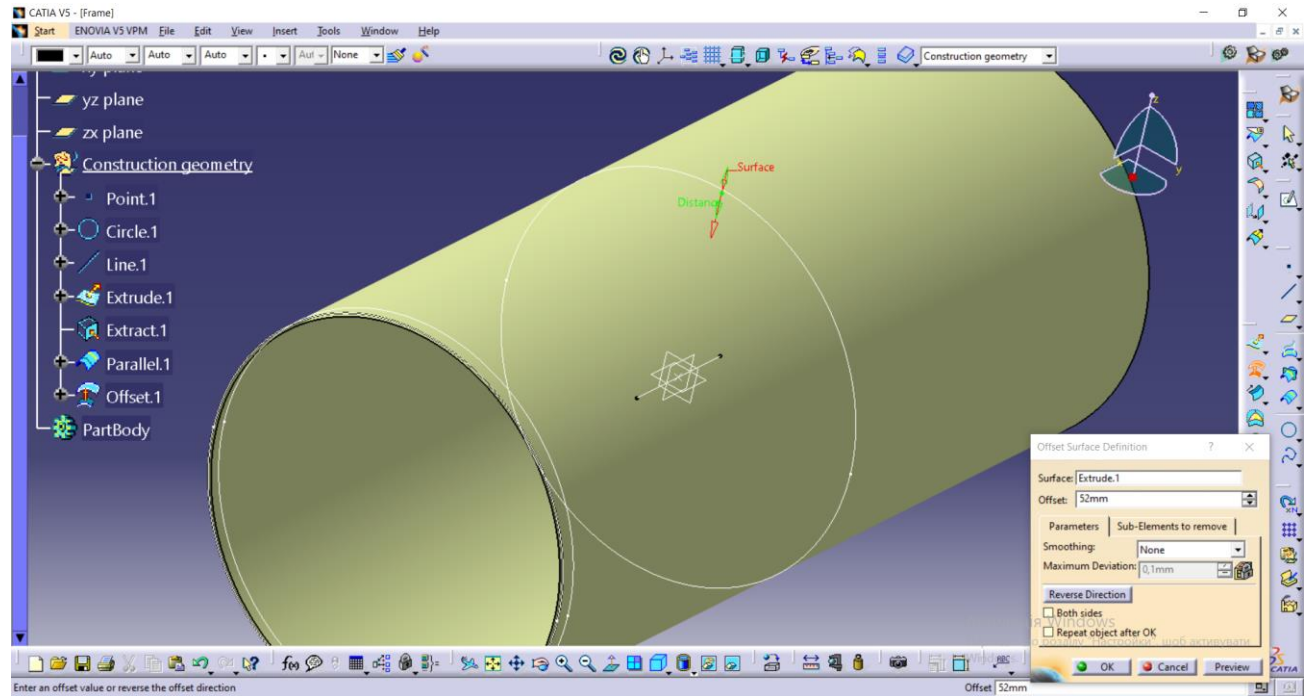 CATIA V5 - [Frame]
Start ENOVIA V5 VPM File Edit View Insert Tools Window Help
Auto Auto Auto Aut None Construction geometry
yz plane
zx plane
Construction geometry
Point.1
Circle.1
Line.1
Extrude.1
Extract.1
Parallel.1
Offset.1
PartBody
Surface
Distance
z
y
Offset Surface Definition ? ×
Surface: Extrude.1
Offset: 52mm
Parameters Sub-Elements to remove
Smoothing: None
Maximum Deviation: 0,1mm
Reverse Direction
Both sides
Repeat object after OK
OK Cancel Preview
Enter an offset value or reverse the offset direction
Offset 52mm
CATIA